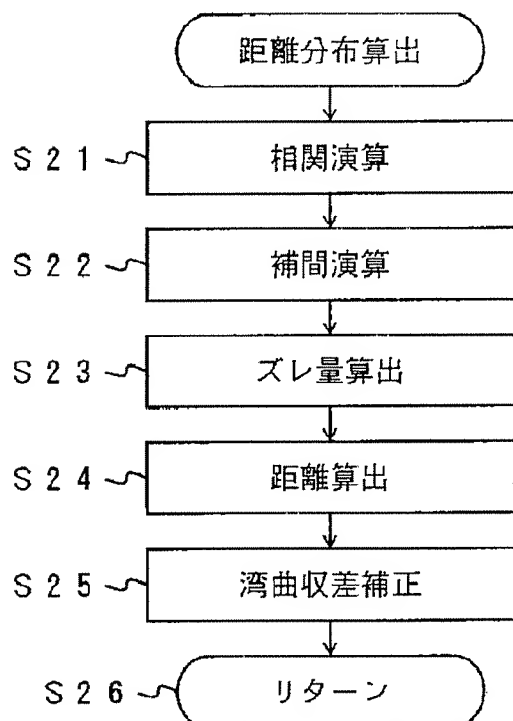 距離分布算出
S21 相関演算
S22 補間演算
S23 ズレ量算出
S24 距離算出
S25 湾曲収差補正
S26 リターン